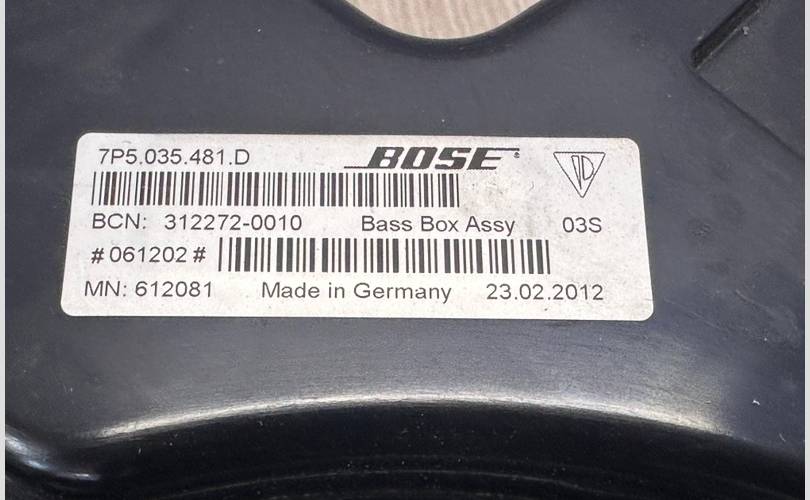 7P5.035.481.D BOSE
BCN: 312272-0010 Bass Box Assy 03S
#061202#
MN: 612081 Made in Germany 23.02.2012